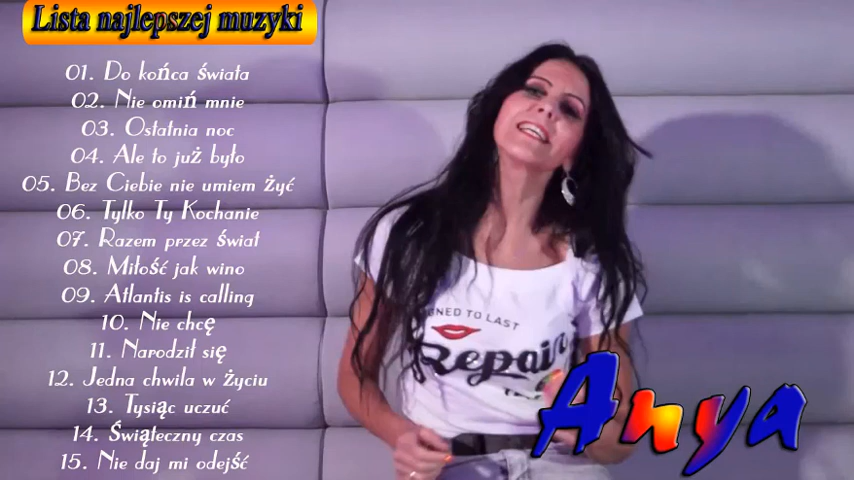 Lista najlepszej muzyki
01. Do końca świata
02. Nie omiń mnie
03. Ostatnia noc
04. Ale to już było
05. Bez Ciebie nie umiem żyć
06. Tylko Ty Kochanie
07. Razem przez świat
08. Miłość jak wino
09. Atlantis is calling
10. Nie chcę
11. Narodził się
12. Jedna chwila w życiu
13. Tysiąc uczuć
14. Świąteczny czas
15. Nie daj mi odejść
GNED TO LAST
Repair
Anya